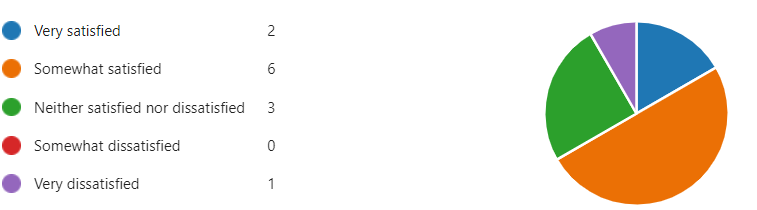 Very satisfied 2
Somewhat satisfied 6
Neither satisfied nor dissatisfied 3
Somewhat dissatisfied 0
Very dissatisfied 1